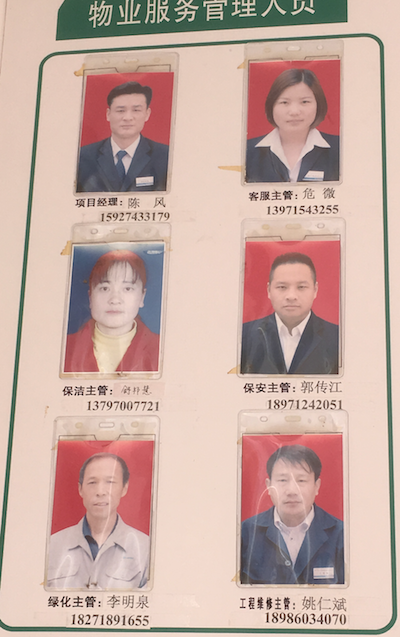 物业服务管理人员
项目经理：陈 风
15927433179
客服主管：危 微
13971543255
保洁主管：
13797007721
保安主管：郭传江
18971242051
绿化主管：李明泉
18271891655
工程维修主管：姚仁斌
18986034070